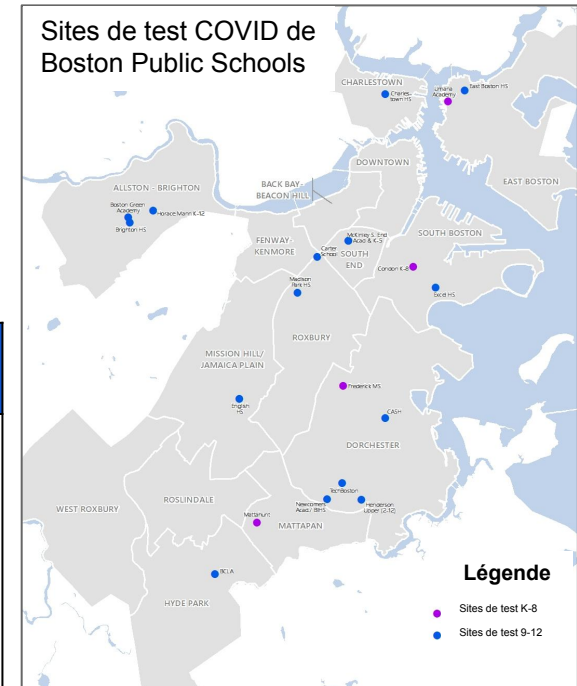 Sites de test COVID de
Boston Public Schools
CHARLESTOWN
Charles-
town HS
Umana
Academy
East Boston HS
DOWNTOWN
EAST BOSTON
ALLSTON - BRIGHTON
BACK BAY-
BEACON HILL
Boston Green
Academy
Horace Mann K-12
Brighton HS
FENWAY-
KENMORE
McKinley S. End
Acad & K-5
Carter
School
SOUTH
END
SOUTH BOSTON
Condon K-8
Madison
Park HS
Excel HS
ROXBURY
MISSION HILL/
JAMAICA PLAIN
Frederick MS
English
HS
CASH
DORCHESTER
TechBoston
WEST ROXBURY
ROSLINDALE
Newcomers
Acad./ BIHS
Henderson
Upper (2-12)
Mattahunt
MATTAPAN
BCLA
HYDE PARK
Légende
Sites de test K-8
Sites de test 9-12